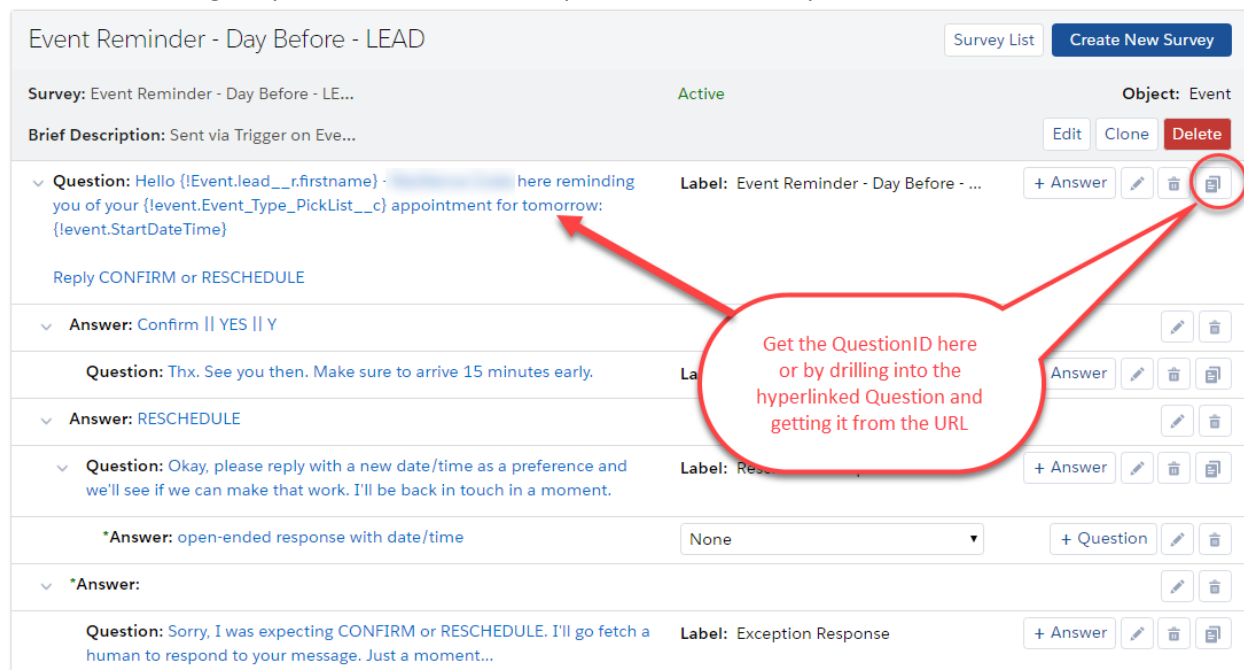 Event Reminder - Day Before - LEAD
Survey List
Create New Survey
Survey: Event Reminder - Day Before - LE...
Active
Object: Event
Brief Description: Sent via Trigger on Eve...
Edit
Clone
Delete
Question: Hello {!Event.lead__r.firstname} - here reminding
you of your {!event.Event_Type_PickList__c} appointment for tomorrow:
{!event.StartDateTime}
Reply CONFIRM or RESCHEDULE
Label: Event Reminder - Day Before - ...
+ Answer
Get the QuestionID here
or by drilling into the
hyperlinked Question and
getting it from the URL
Answer: Confirm || YES || Y
Question: Thx. See you then. Make sure to arrive 15 minutes early.
Answer
Answer: RESCHEDULE
Question: Okay, please reply with a new date/time as a preference and
we'll see if we can make that work. I'll be back in touch in a moment.
Label:
+ Answer
*Answer: open-ended response with date/time
None
+ Question
*Answer:
Question: Sorry, I was expecting CONFIRM or RESCHEDULE. I'll go fetch a
human to respond to your message. Just a moment...
Label: Exception Response
+ Answer